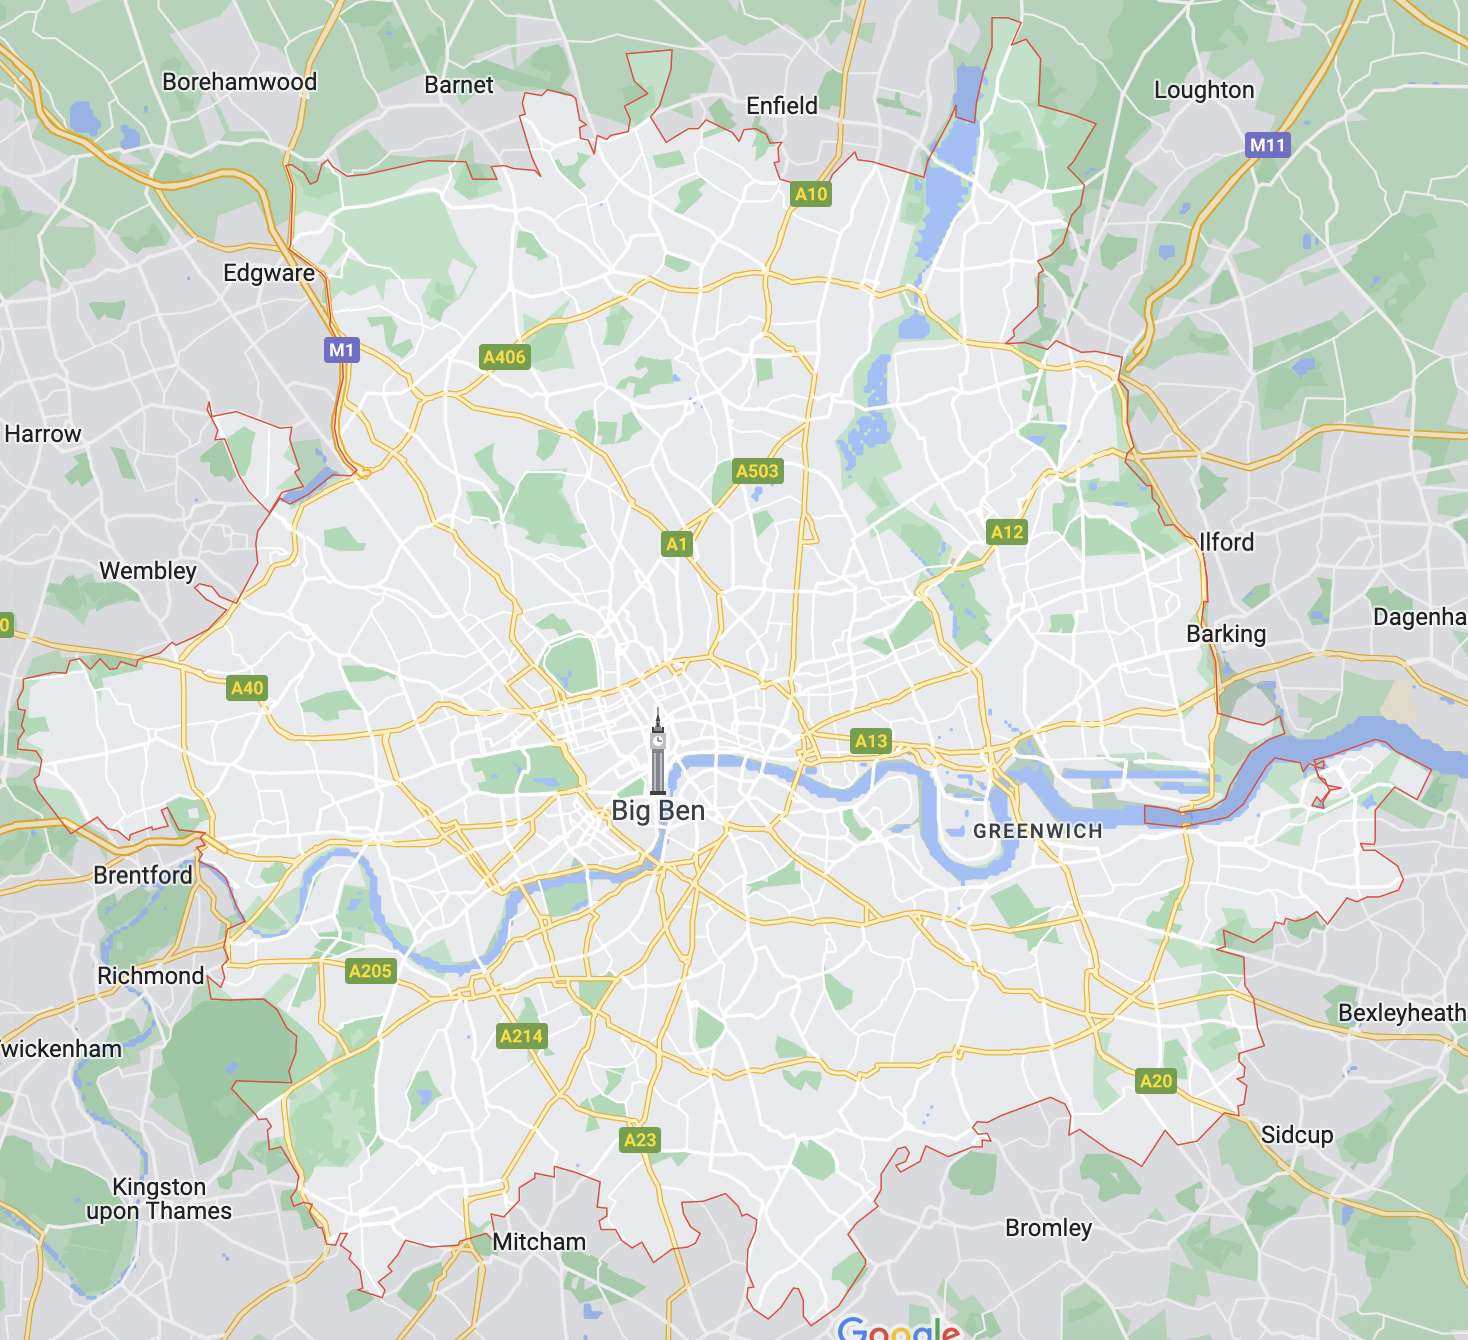 Borehamwood
Barnet
Enfield
Loughton
M11
A10
Edgware
M1
A406
Harrow
A503
A1
A12
Ilford
Wembley
Dagenha
0
Barking
A40
A13
Big Ben
GREENWICH
Brentford
Richmond
A205
Bexleyheath
wickenham
A214
A20
Sidcup
A23
Kingston
upon Thames
Mitcham
Bromley
Google